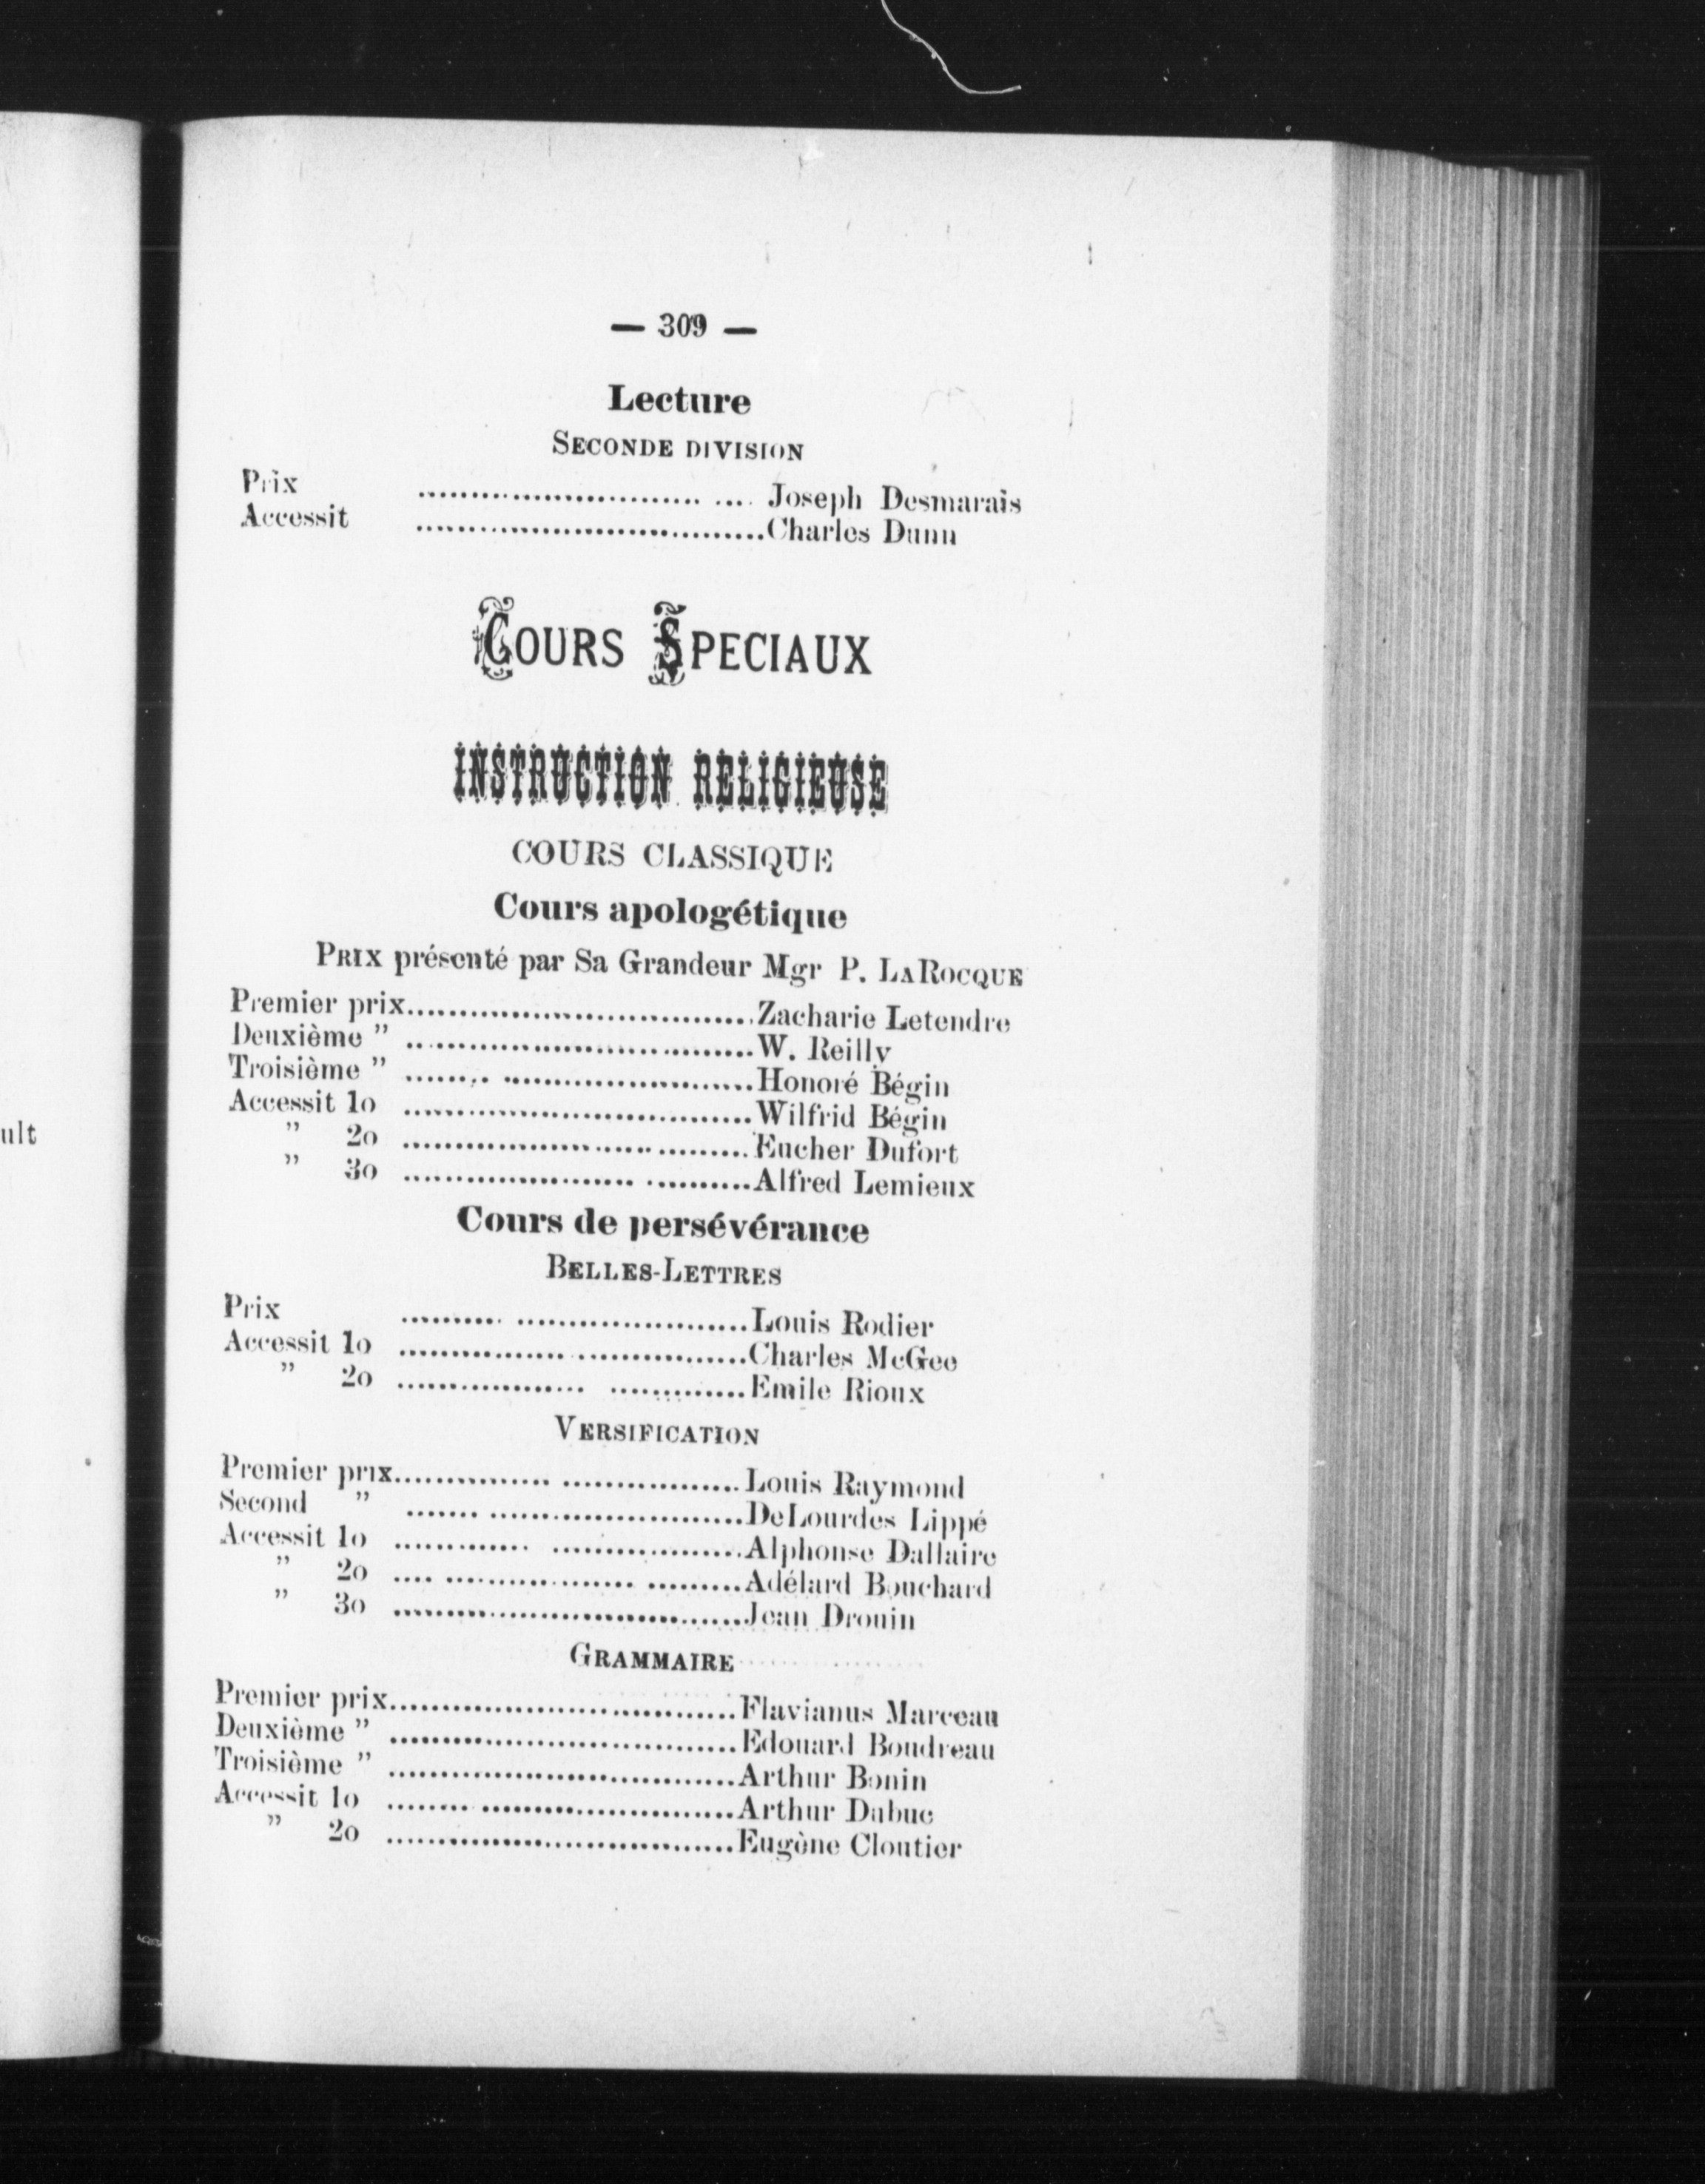 ult
— 309 —
Lecture
SECONDE DIVISION
Prix .............................. .... Joseph Desmarais
Accessit ..................................Charles Dunn
COURS SPECIAUX
INSTRUCTION RELIGIEUSE
COURS CLASSIQUE
Cours apologétique
PRIX présenté par Sa Grandeur Mgr P. LAROCQUE
Premier prix..................................Zacharie Letendre
Deuxième " ..................................W. Reilly
Troisième " ........ ........................Honoré Bégin
Accessit 1o ..................................Wilfrid Bégin
" 2o ..................................Eucher Dufort
" 3o ...................... ..........Alfred Lemieux
Cours de persévérance
BELLES-LETTRES
Prix .......... ......................Louis Rodier
Accessit 1o ................ ................Charles McGee
" 2o .................. .............Emile Rioux
VERSIFICATION
Premier prix............... .................Louis Raymond
Second " ....... ........................DeLourdes Lippé
Accessit 1o ............. ..................Alphonse Dallaire
" 2o .... .................. .........Adélard Bouchard
" 3o ..................................Jean Drouin
GRAMMAIRE
Premier prix..................................Flavianus Marceau
Deuxième " ..................................Edouard Boudreau
Troisième " ..................................Arthur Bonin
Accessit 1o ........ ........................Arthur Dubuc
" 2o ..................................Eugène Cloutier